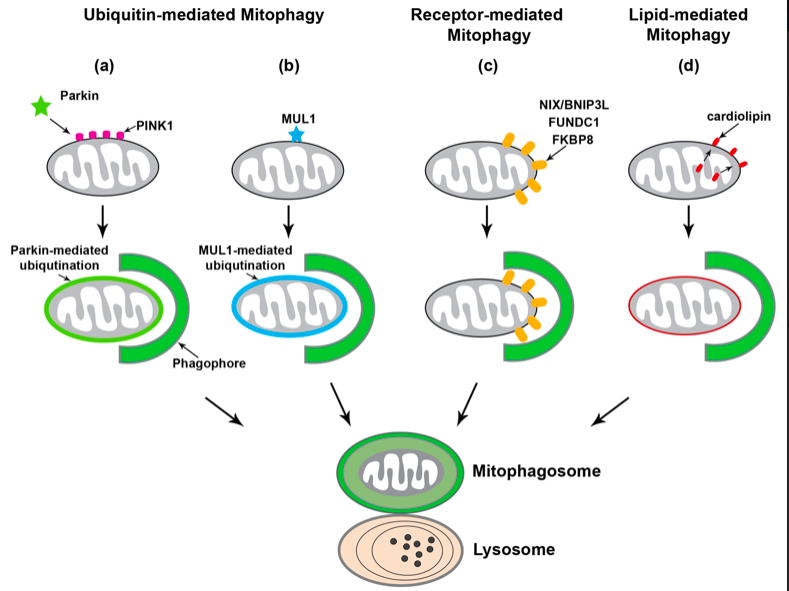 Ubiquitin-mediated Mitophagy
Receptor-mediated
Mitophagy
Lipid-mediated
Mitophagy
(a)
(b)
(c)
(d)
Parkin
PINK1
MUL1
NIX/BNIP3L
FUNDC1
FKBP8
cardiolipin
Parkin-mediated
ubiqutination
MUL1-mediated
ubiqutination
Phagophore
Mitophagosome
Lysosome